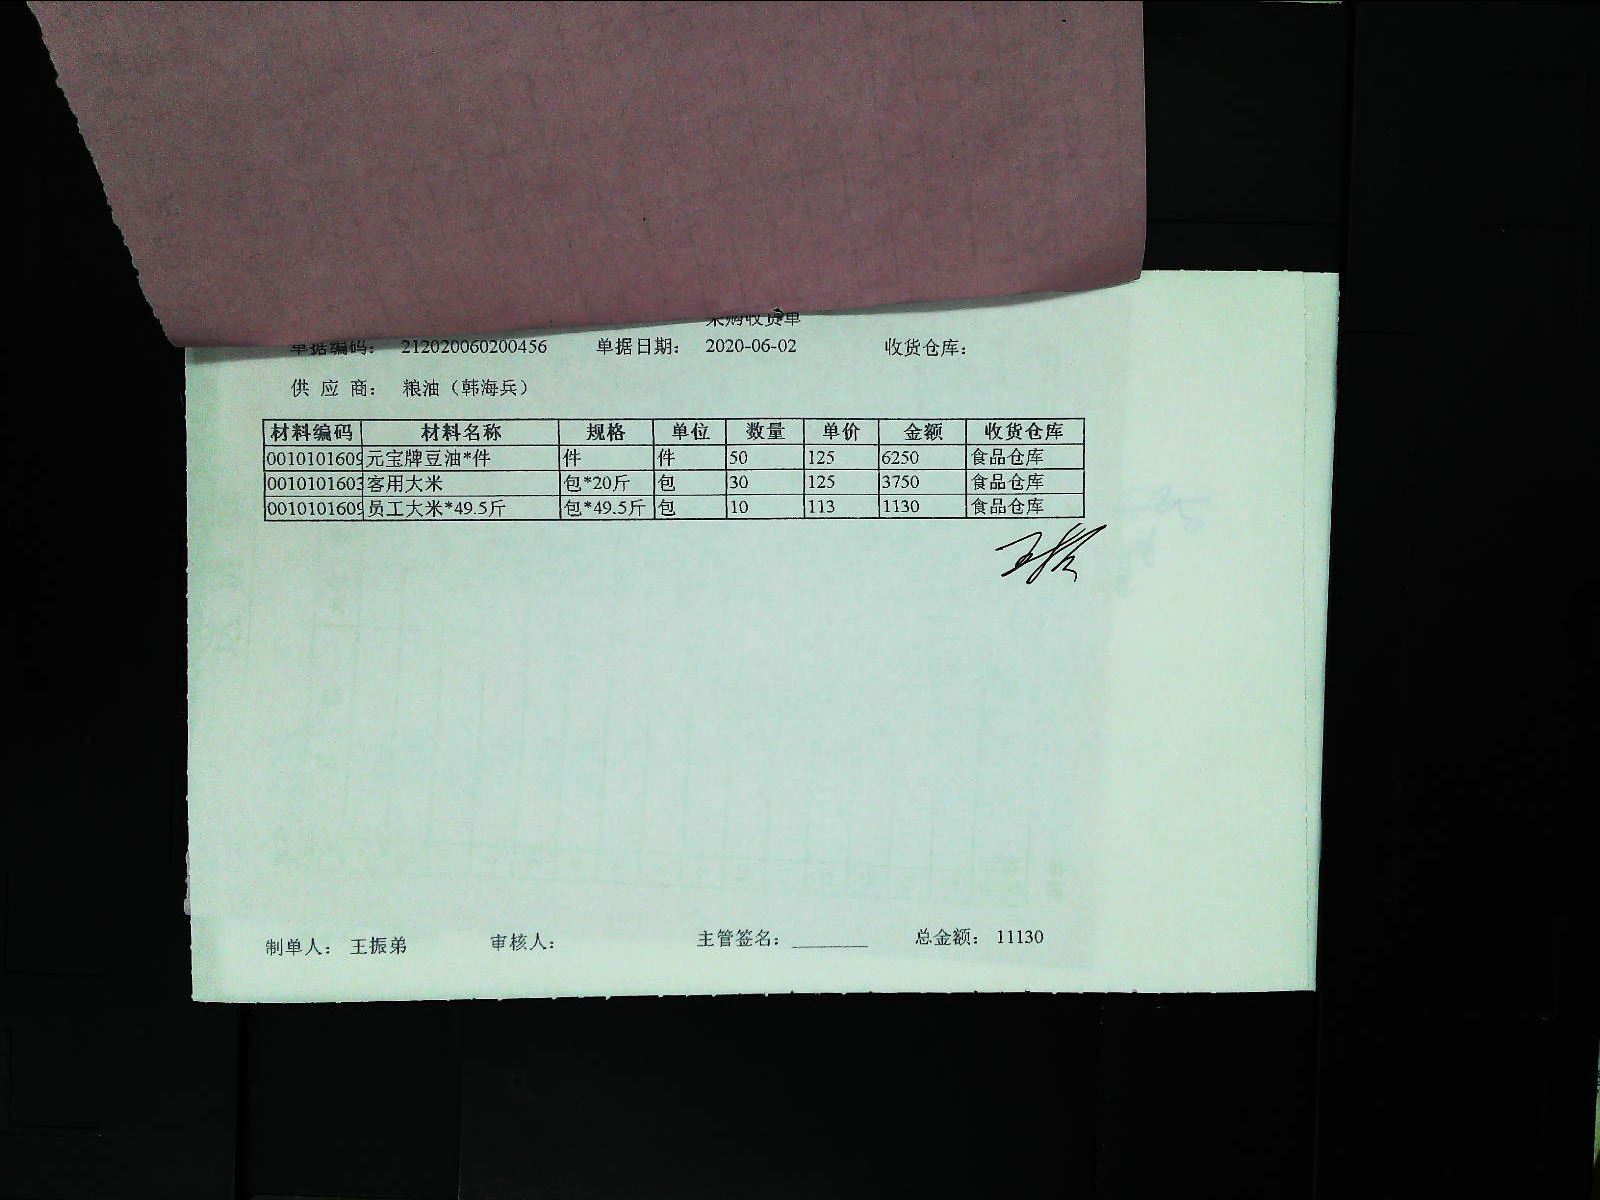 采购收货单
单据编码： 212020060200456 单据日期： 2020-06-02 收货仓库：
供 应 商： 粮油（韩海兵）
材料编码 材料名称 规格 单位 数量 单价 金额 收货仓库
0010101609 元宝牌豆油*件 件 件 50 125 6250 食品仓库
0010101603 客用大米 包*20斤 包 30 125 3750 食品仓库
0010101609 员工大米*49.5斤 包*49.5斤 包 10 113 1130 食品仓库
制单人： 王振弟 审核人： 主管签名： ________ 总金额： 11130